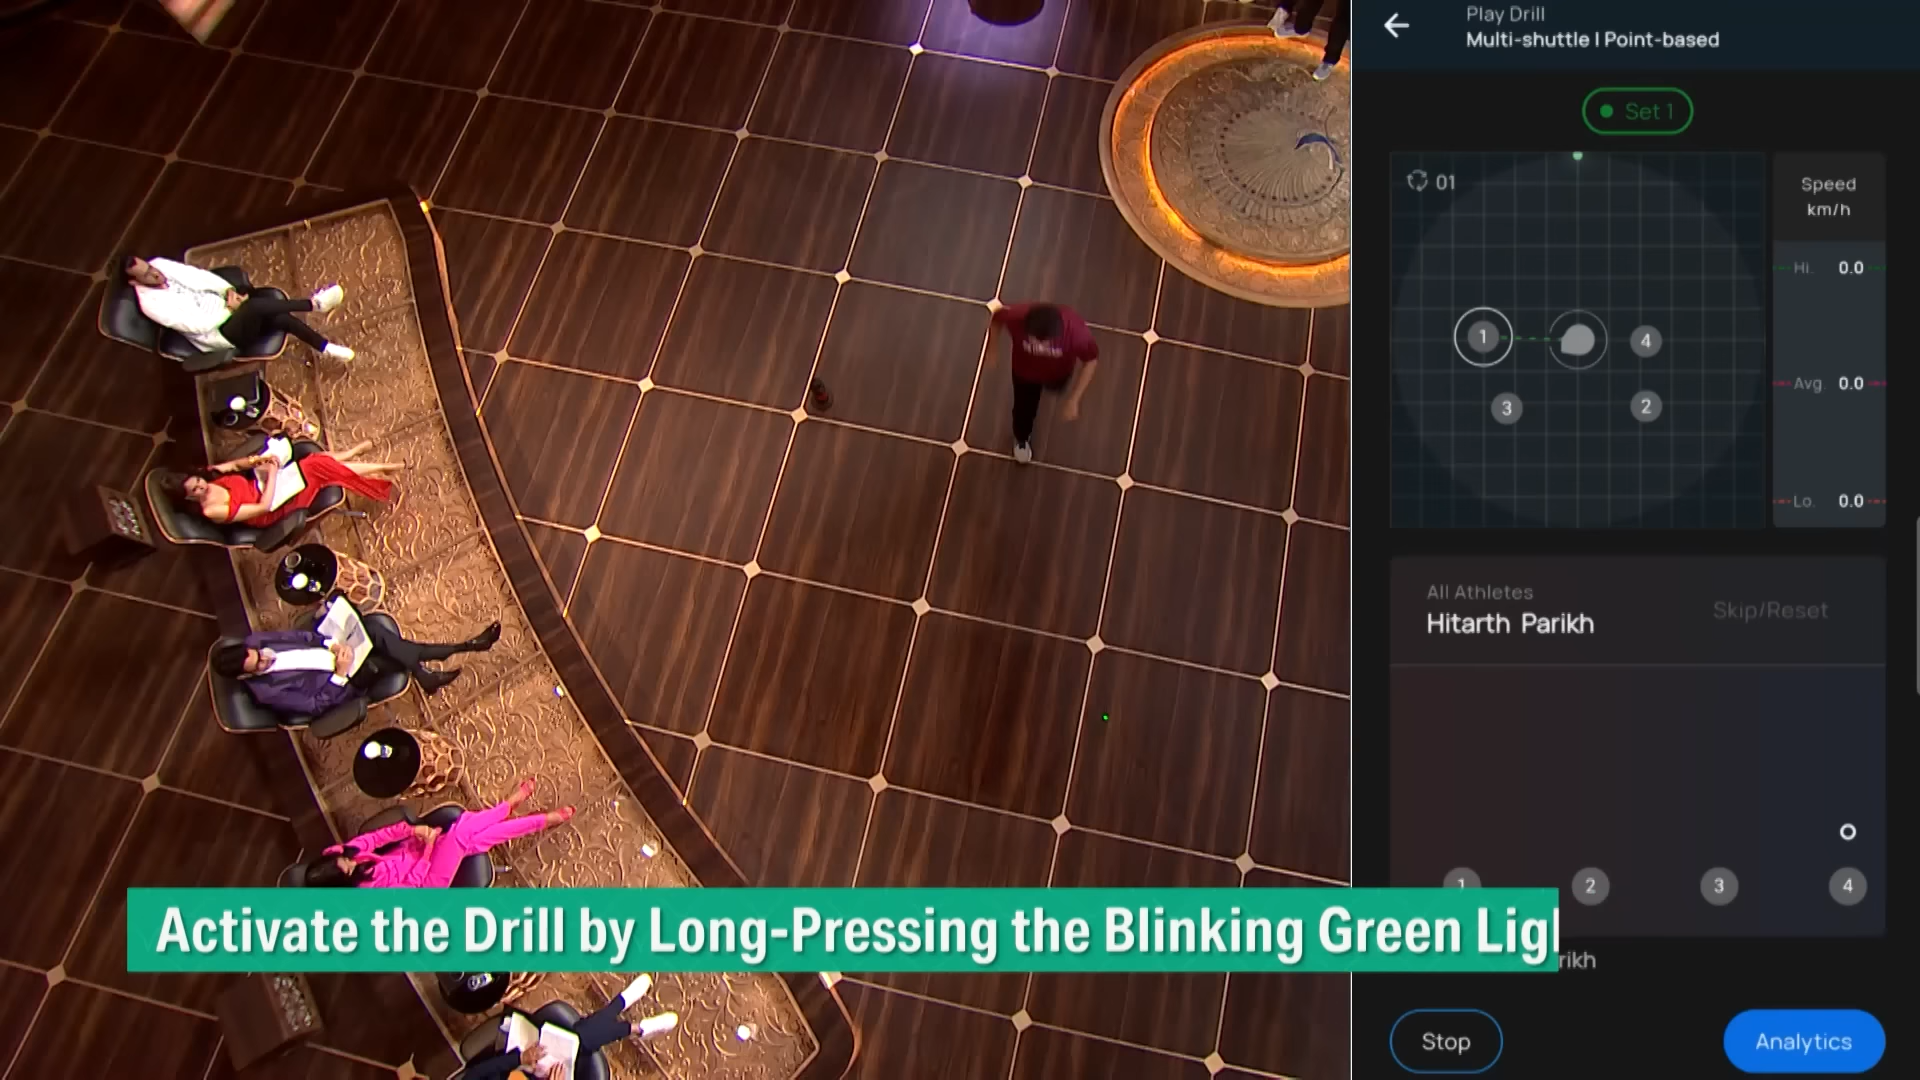 Play Drill
Multi-shuttle | Point-based
Set 1
01
Speed
km/h
Hi. 0.0
1
4
Avg. 0.0
3
2
Lo. 0.0
All Athletes
Hitarth Parikh
Skip/Reset
1 2 3 4
Activate the Drill by Long-Pressing the Blinking Green
rikh
Stop
Analytics